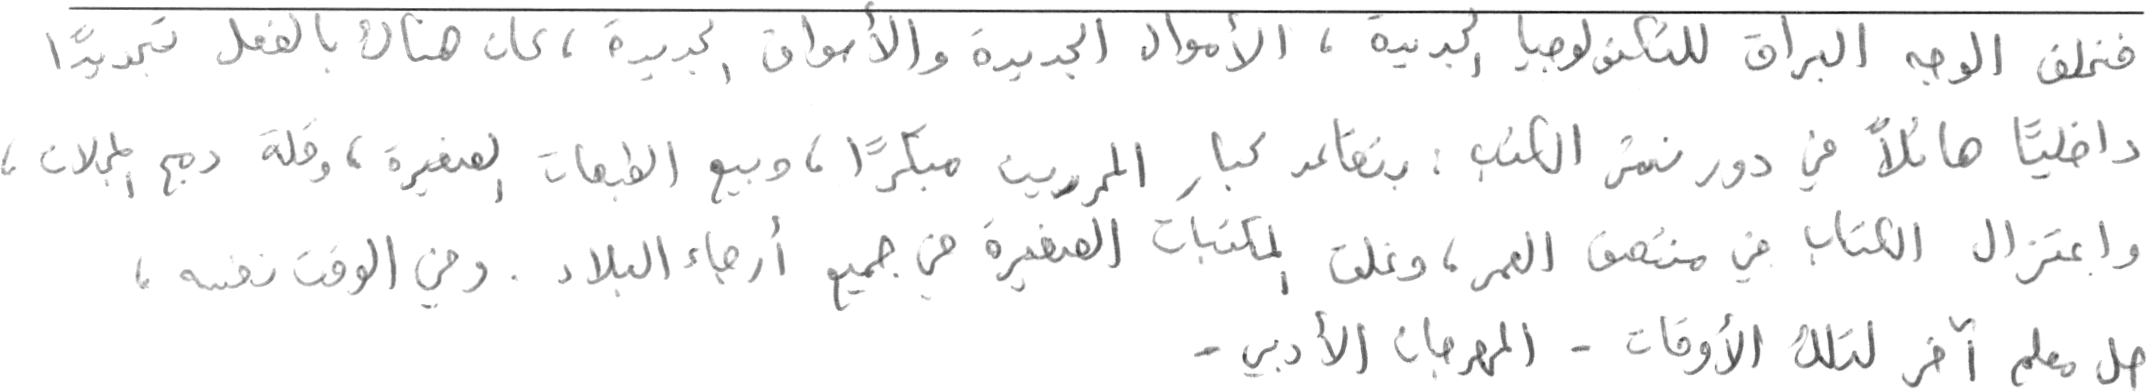 فخلف الوجه البراق للتكنولوجيا الجديدة ، الأموال الجديدة والأسواق الجديدة ، كان هناك بالفعل تجديدًا
داخليًا هائلاً في دور نشر الكتب : بتقاعد كبار المحررين مبكرًا ، وبيع الطبعات الصغيرة ، وقلة دمج المجلات ،
واعتزال الكتاب في منتصف العمر ، وغلق المكتبات الصغيرة في جميع أرجاء البلاد . وفي الوقت نفسه ،
حل معلم آخر لتلك الأوقات - المهرجان الأدبي -